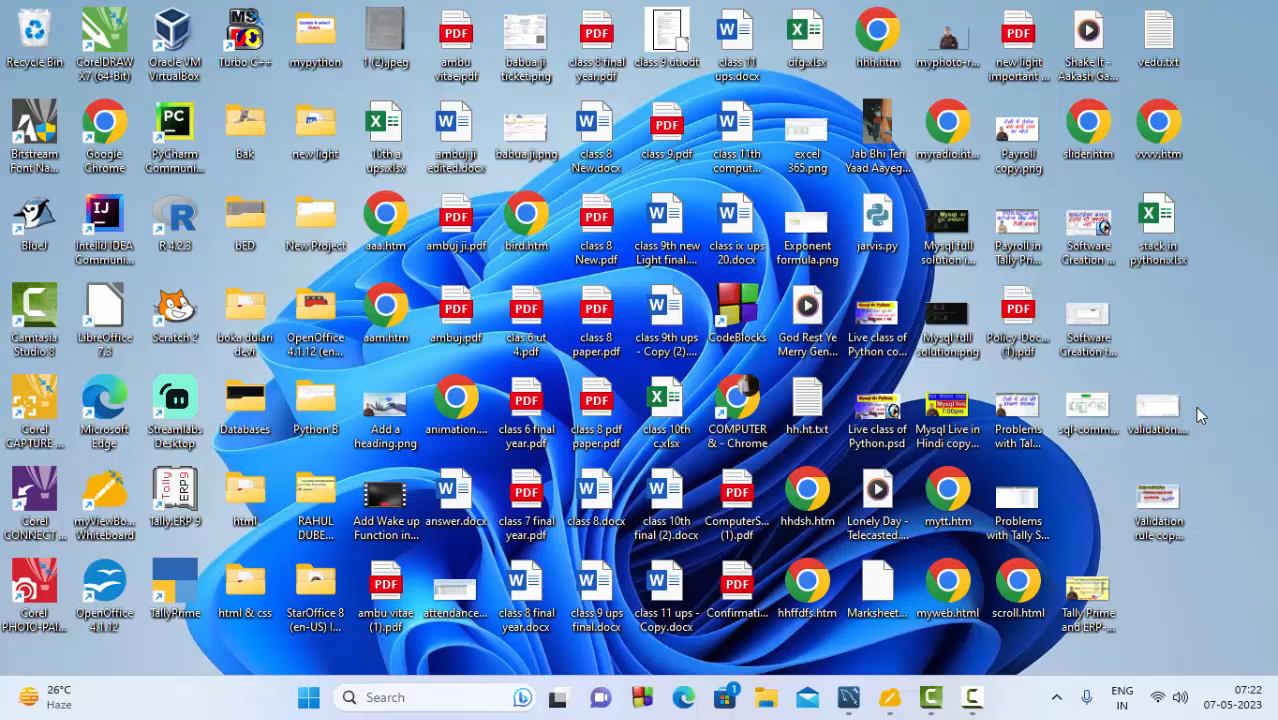 Recycle Bin
CorelDRAW
X7 (64-Bit)
Oracle VM
VirtualBox
Turbo C++
mypython
1 (2).jpeg
ambu
vitae.pdf
babua ji
ticket.png
class 8 final
year.pdf
class 9 ut.odt
class 11
ups.docx
dfg.xlsx
hhh.htm
myphoto-r...
new light
important ...
Shake It -
Aakash Ga...
vedu.txt
Bitstream
Font Na...
Google
Chrome
PyCharm
Communi...
Bak
new light
10th a
ups.xlsx
ambuj ji
edited.docx
babua ji.png
class 8
New.docx
class 9.pdf
class 11th
comput...
excel
365.png
Jab Bhi Teri
Yaad Aayeg...
myradio.ht...
Payroll
copy.png
slider.htm
vvvv.htm
BlueJ
IntelliJ IDEA
Communi...
R 4.2.3
bED
New Project
aaa.htm
ambuj ji.pdf
bird.htm
class 8
New.pdf
class 9th new
Light final....
class ix ups
20.docx
Exponent
formula.png
jarvis.py
Mysql full
solution i...
Payroll in
Tally Pri...
Software
Creation ...
stack in
python.xlsx
Camtasia
Studio 8
LibreOffice
7.3
Scratch 2
boka dulari
devi
OpenOffice
4.1.12 (en...
aam.htm
ambuj.pdf
clas 6 ut
4.pdf
class 8
paper.pdf
class 9th ups
- Copy (2)....
CodeBlocks
God Rest Ye
Merry Gen...
Live class of
Python co...
Mysql full
solution.png
Policy-Doc...
(1).pdf
Software
Creation t...
Corel
CAPTURE ...
Microsoft
Edge
Streamlabs
Desktop
Databases
Python B
Add a
heading.png
animation....
class 6 final
year.pdf
class 8 pdf
paper.pdf
class 10th
c.xlsx
COMPUTER
& - Chrome
hh.ht.txt
Live class of
Python.psd
Mysql Live in
Hindi copy...
Problems
with Tal...
sql-comm...
validation....
Corel
CONNECT ...
myViewBo...
Whiteboard
Tally.ERP 9
html
RAHUL
DUBE...
Add Wake up
Function in...
answer.docx
class 7 final
year.pdf
class 8.docx
class 10th
final (2).docx
ComputerS...
(1).pdf
hhdsh.htm
Lonely Day -
Telecasted....
mytt.htm
Problems
with Tally S...
Validation
rule cop...
Corel
PHOTO-PAI...
OpenOffice
4.1.12
TallyPrime
html & css
StarOffice 8
(en-US) I...
ambu vitae
(1).pdf
attendance...
class 8 final
year.docx
class 9 ups
final.docx
class 11 ups -
Copy.docx
Confirmati...
hhffdfs.htm
Marksheet...
myweb.html
scroll.html
Tally Prime
and ERP-...
26°C
Haze
Search
1
ENG
IN
07:22
07-05-2023